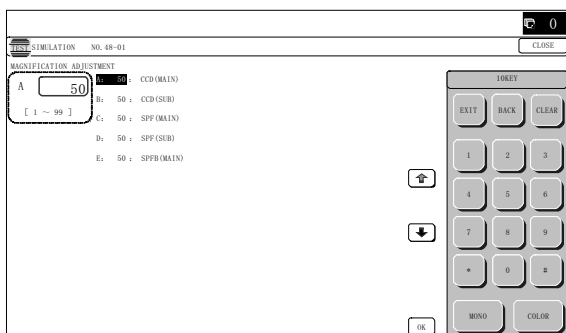 0
TEST SIMULATION NO. 48-01
CLOSE
MAGNIFICATION ADJUSTMENT
A 50
[ 1 ~ 99 ]
A: 50 : CCD(MAIN)
B: 50 : CCD(SUB)
C: 50 : SPF(MAIN)
D: 50 : SPF(SUB)
E: 50 : SPFB(MAIN)
OK
10KEY
EXIT BACK CLEAR
1 2 3
4 5 6
7 8 9
* 0 #
MONO COLOR